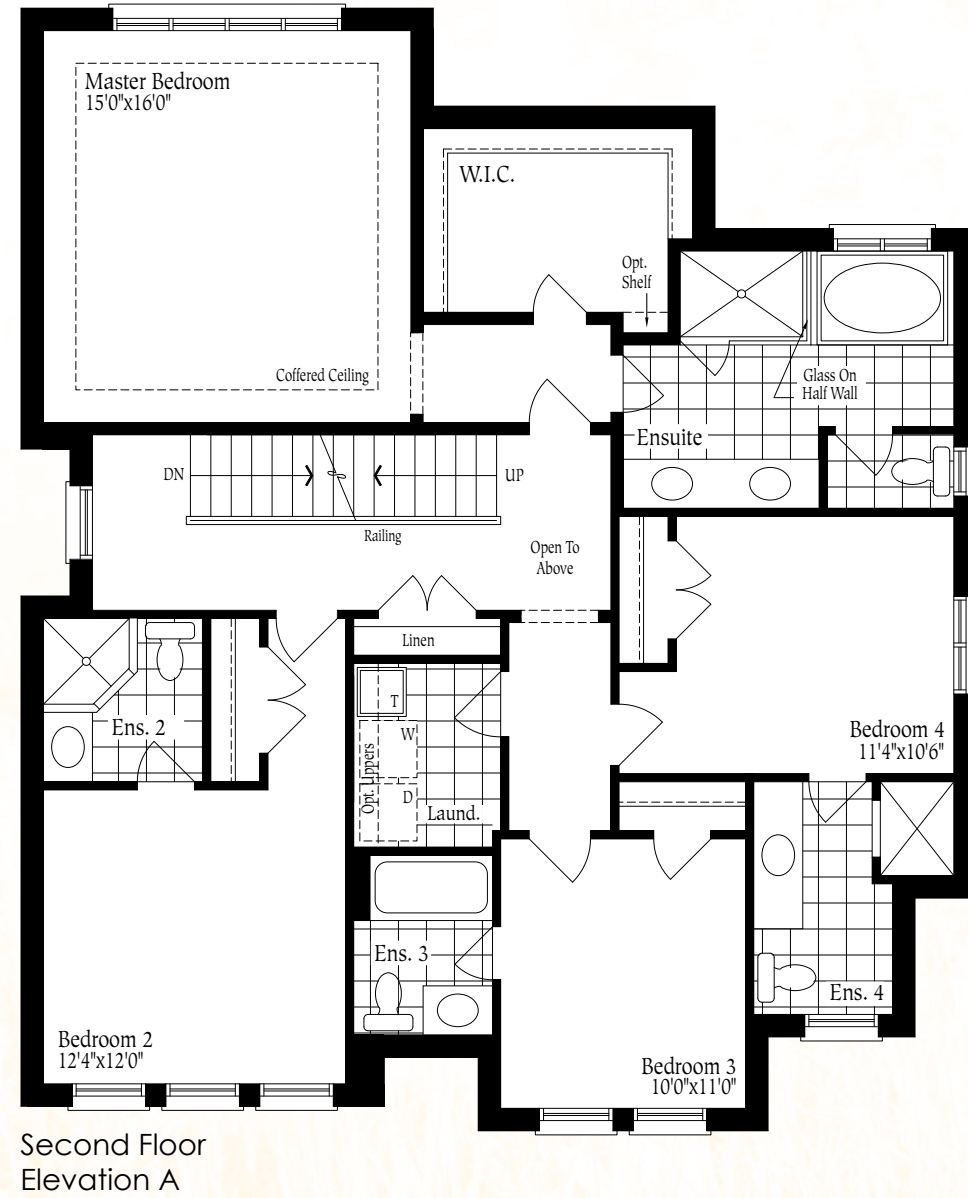 Master Bedroom
15'0"x16'0"
W.I.C.
Opt.
Shelf
Coffered Ceiling
Glass On
Half Wall
Ensuite
DN
UP
Railing
Open To
Above
Linen
Ens. 2
T
W
D
Opt. Uppers
Laund.
Bedroom 4
11'4"x10'6"
Ens. 3
Ens. 4
Bedroom 2
12'4"x12'0"
Bedroom 3
10'0"x11'0"
Second Floor
Elevation A